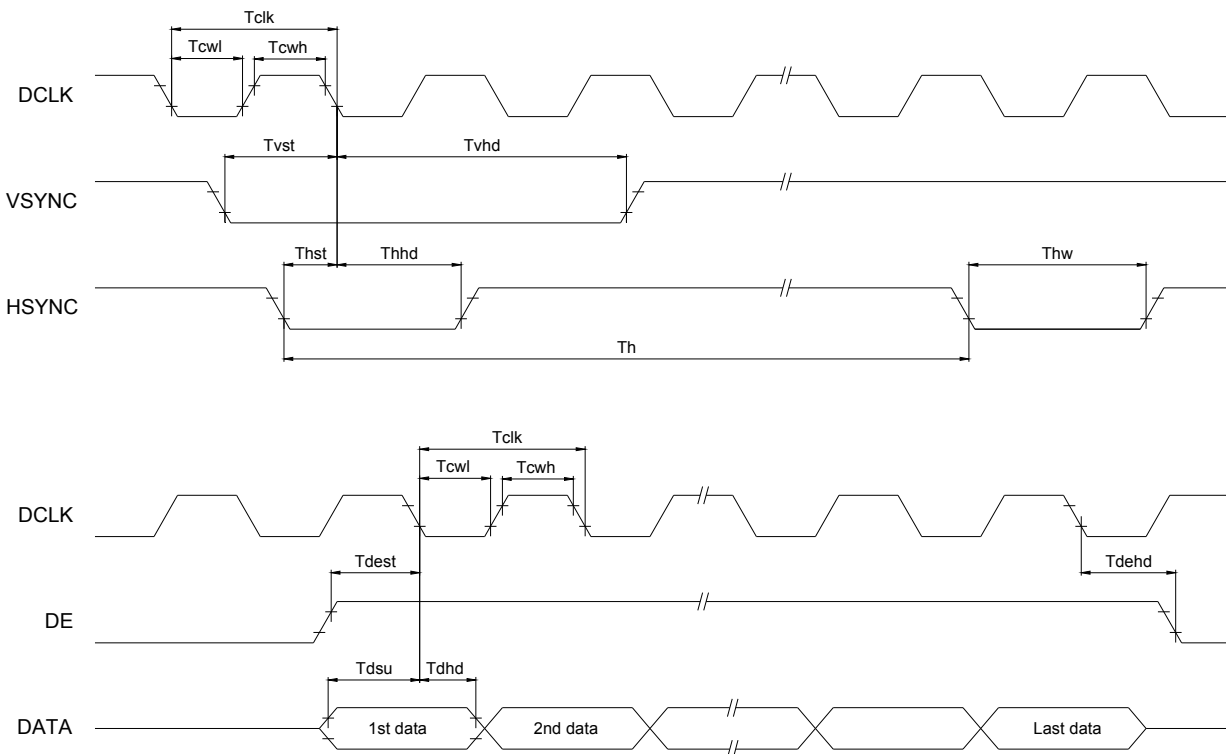 Tclk
Tcwl Tcwh
DCLK
Tvst Tvhd
VSYNC
Thst Thhd Thw
HSYNC
Th
Tclk
Tcwl Tcwh
DCLK
Tdest Tdehd
DE
Tdsu Tdhd
DATA 1st data 2nd data Last data